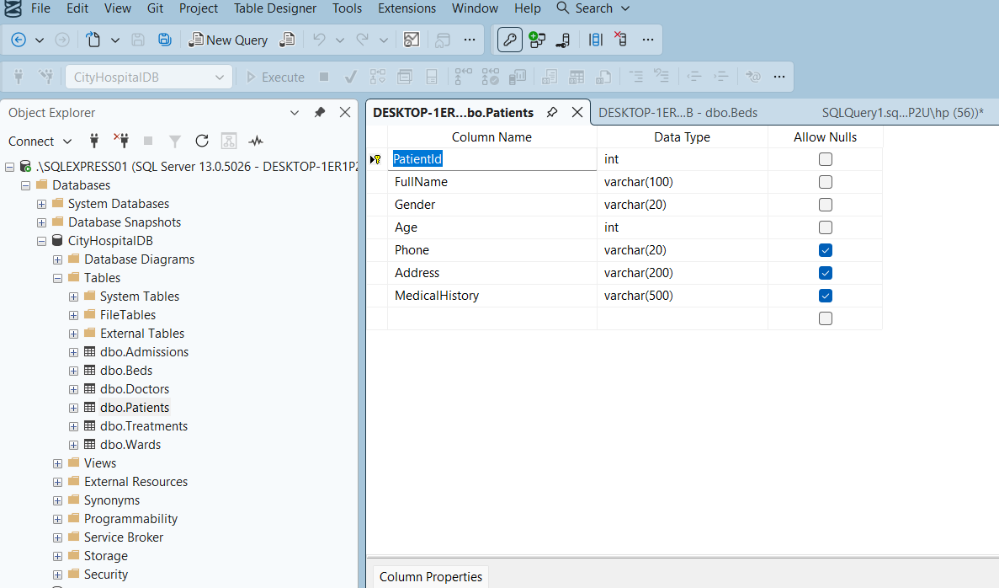 File Edit View Git Project Table Designer Tools Extensions Window Help Search
New Query
CityHospitalDB Execute
Object Explorer
Connect
.\SQLEXPRESS01 (SQL Server 13.0.5026 - DESKTOP-1ER1P2
Databases
System Databases
Database Snapshots
CityHospitalDB
Database Diagrams
Tables
System Tables
FileTables
External Tables
dbo.Admissions
dbo.Beds
dbo.Doctors
dbo.Patients
dbo.Treatments
dbo.Wards
Views
External Resources
Synonyms
Programmability
Service Broker
Storage
Security
DESKTOP-1ER...bo.Patients DESKTOP-1ER...B - dbo.Beds SQLQuery1.sq...P2U\hp (56))*
Column Name Data Type Allow Nulls
PatientId int
FullName varchar(100)
Gender varchar(20)
Age int
Phone varchar(20)
Address varchar(200)
MedicalHistory varchar(500)
Column Properties